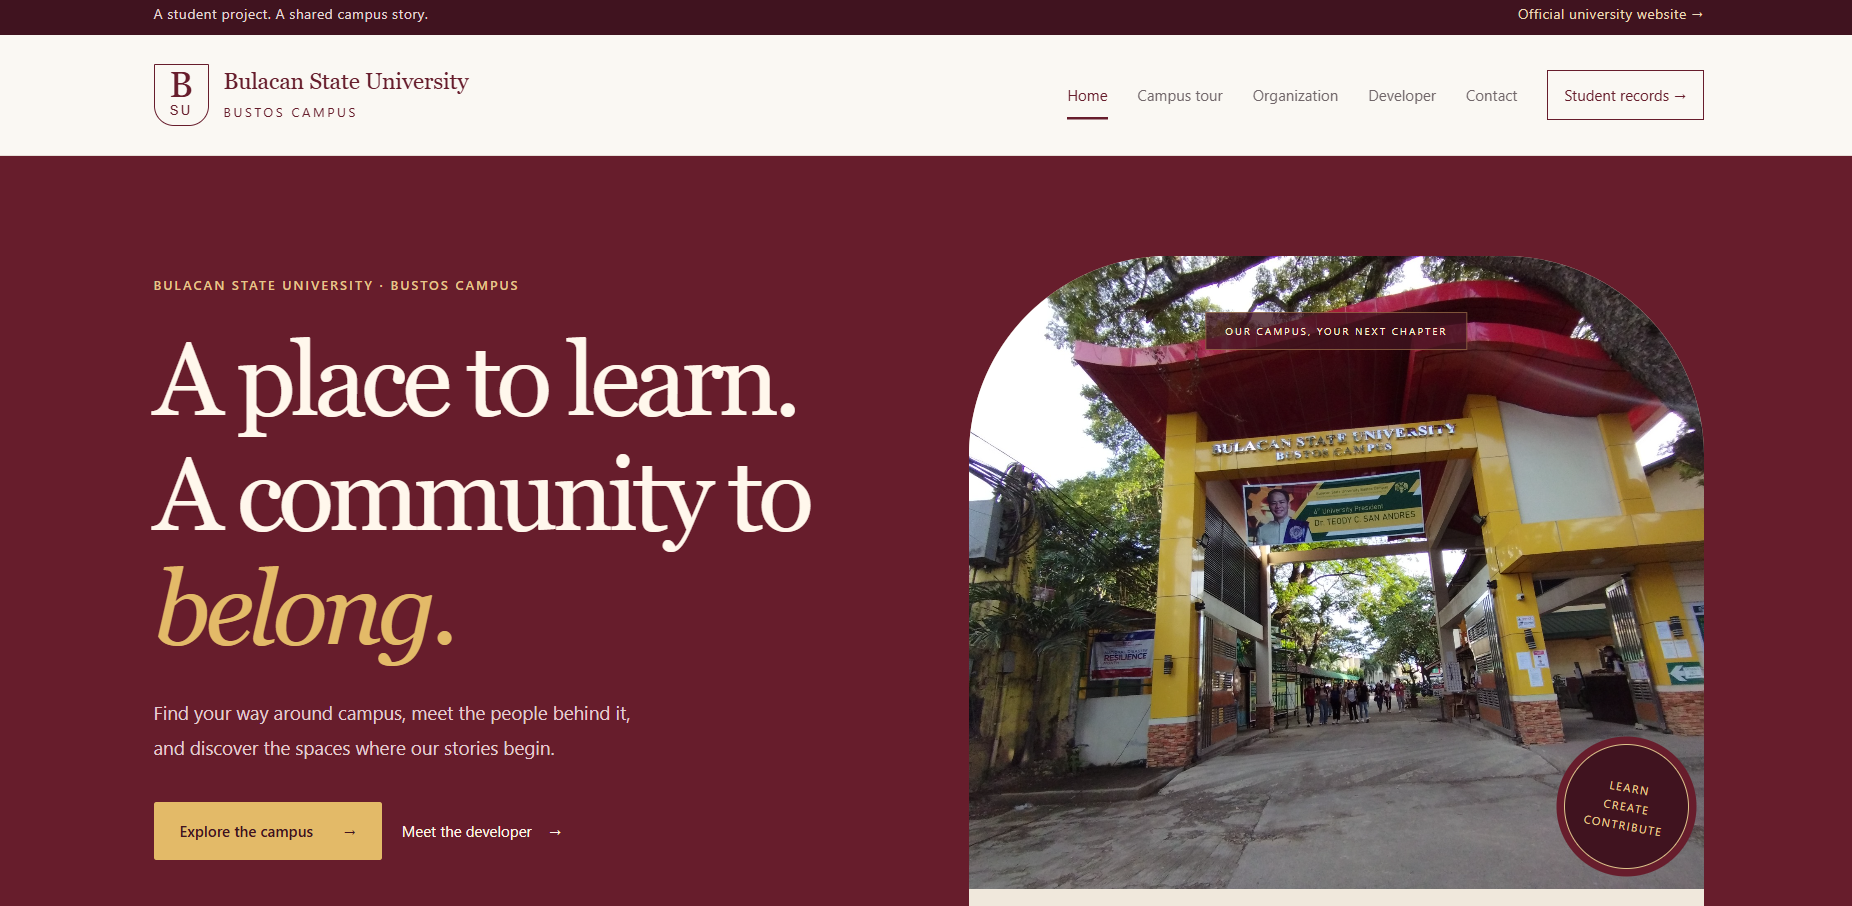 A student project. A shared campus story.
Official university website →
B
SU
Bulacan State University
BUSTOS CAMPUS
Home
Campus tour
Organization
Developer
Contact
Student records →
BULACAN STATE UNIVERSITY · BUSTOS CAMPUS
A place to learn.
A community to
belong.
Find your way around campus, meet the people behind it,
and discover the spaces where our stories begin.
Explore the campus →
Meet the developer →
OUR CAMPUS, YOUR NEXT CHAPTER
BULACAN STATE UNIVERSITY
BUSTOS CAMPUS
University President
Dr. TEODY C. SAN ANDRES
RESILIENCE
LEARN
CREATE
CONTRIBUTE